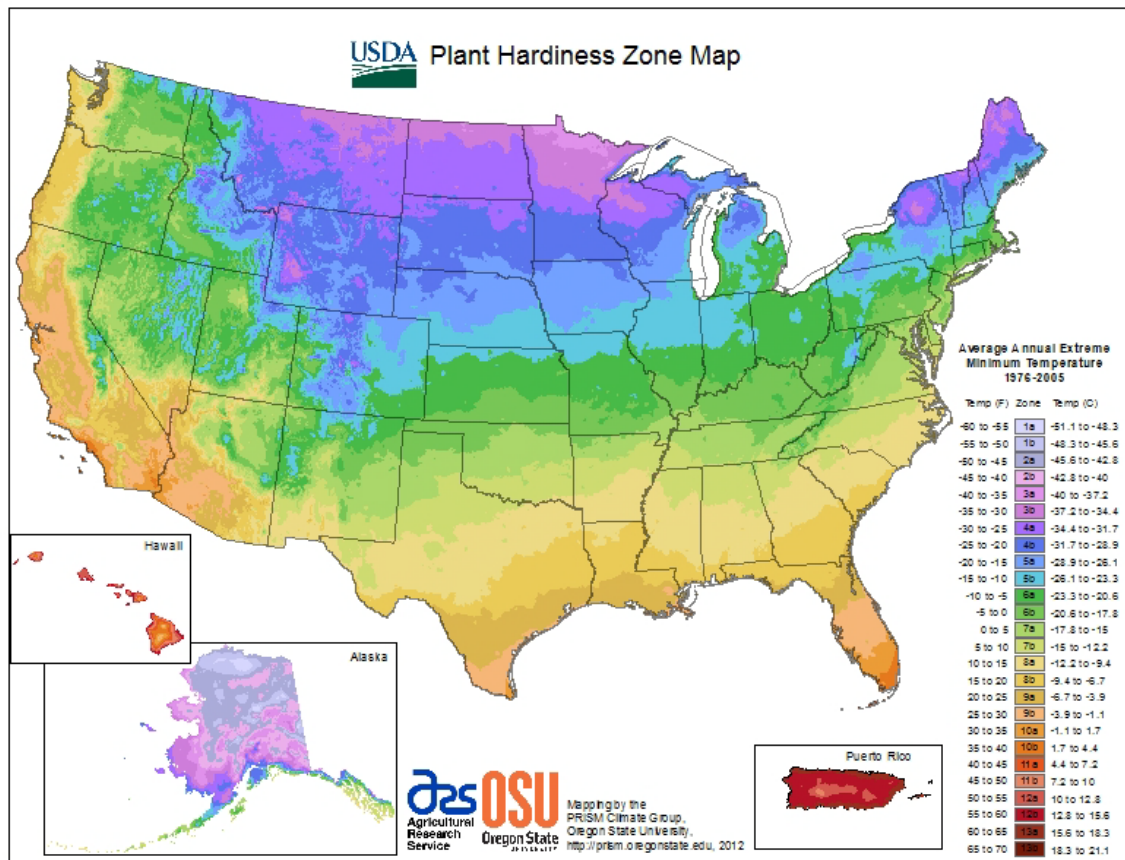 USDA Plant Hardiness Zone Map
Average Annual Extreme
Minimum Temperature
1976-2005
Temp (F) Zone Temp (C)
-60 to -55 1a -51.1 to -48.3
-55 to -50 1b -48.3 to -45.6
-50 to -45 2a -45.6 to -42.8
-45 to -40 2b -42.8 to -40
-40 to -35 3a -40 to -37.2
-35 to -30 3b -37.2 to -34.4
-30 to -25 4a -34.4 to -31.7
-25 to -20 4b -31.7 to -28.9
-20 to -15 5a -28.9 to -26.1
-15 to -10 5b -26.1 to -23.3
-10 to -5 6a -23.3 to -20.6
-5 to 0 6b -20.6 to -17.8
0 to 5 7a -17.8 to -15
5 to 10 7b -15 to -12.2
10 to 15 8a -12.2 to -9.4
15 to 20 8b -9.4 to -6.7
20 to 25 9a -6.7 to -3.9
25 to 30 9b -3.9 to -1.1
30 to 35 10a -1.1 to 1.7
35 to 40 10b 1.7 to 4.4
40 to 45 11a 4.4 to 7.2
45 to 50 11b 7.2 to 10
50 to 55 12a 10 to 12.8
55 to 60 12b 12.8 to 15.6
60 to 65 13a 15.6 to 18.3
65 to 70 13b 18.3 to 21.1
Hawaii
Alaska
Puerto Rico
ars
Agricultural
Research
Service
OSU
Oregon State
UNIVERSITY
Mapping by the
PRISM Climate Group,
Oregon State University,
http://prism.oregonstate.edu, 2012